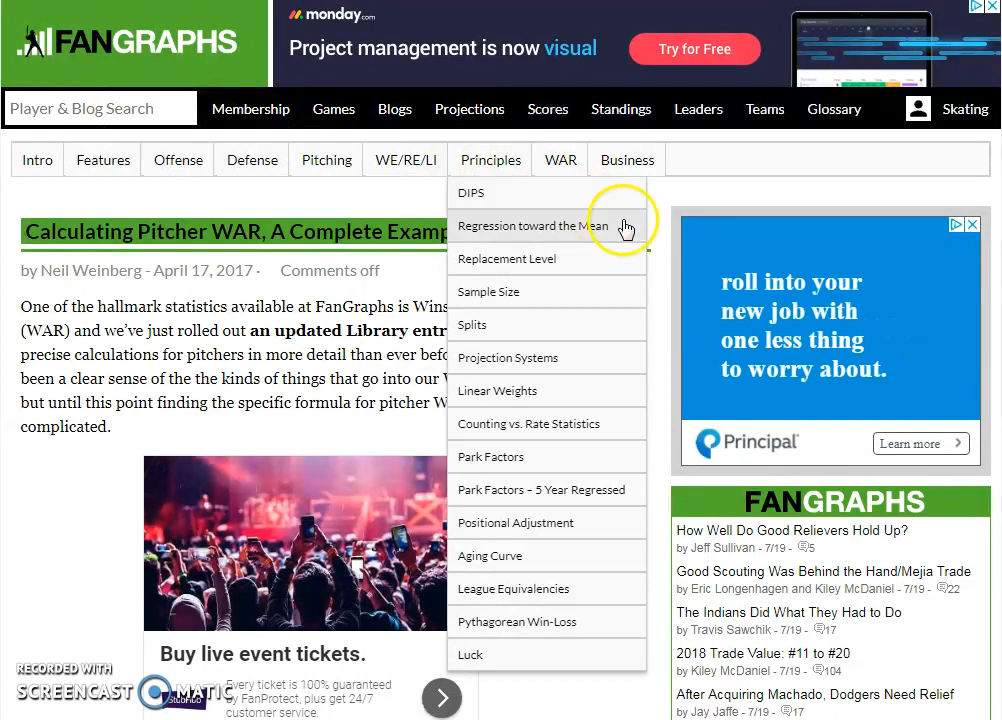 FANGRAPHS
monday.com
Project management is now visual
Try for Free
Player & Blog Search
Membership
Games
Blogs
Projections
Scores
Standings
Leaders
Teams
Glossary
Skating
Intro
Features
Offense
Defense
Pitching
WE/RE/LI
Principles
WAR
Business
DIPS
Regression toward the Mean
Replacement Level
Sample Size
Splits
Projection Systems
Linear Weights
Counting vs. Rate Statistics
Park Factors
Park Factors – 5 Year Regressed
Positional Adjustment
Aging Curve
League Equivalencies
Pythagorean Win-Loss
Luck
Calculating Pitcher WAR, A Complete Examp
by Neil Weinberg - April 17, 2017 · Comments off
One of the hallmark statistics available at FanGraphs is Wins
(WAR) and we've just rolled out an updated Library entr
precise calculations for pitchers in more detail than ever befo
been a clear sense of the the kinds of things that go into our W
but until this point finding the specific formula for pitcher W
complicated.
Buy live event tickets.
Every ticket is 100% guaranteed
by FanProtect, plus get 24/7
customer service.
RECORDED WITH
SCREENCAST MATIC
roll into your
new job with
one less thing
to worry about.
Principal
Learn more
FANGRAPHS
How Well Do Good Relievers Hold Up?
by Jeff Sullivan - 7/19 - 5
Good Scouting Was Behind the Hand/Mejia Trade
by Eric Longenhagen and Kiley McDaniel - 7/19 - 22
The Indians Did What They Had to Do
by Travis Sawchik - 7/19 - 17
2018 Trade Value: #11 to #20
by Kiley McDaniel - 7/19 - 104
After Acquiring Machado, Dodgers Need Relief
by Jay Jaffe - 7/19 - 17